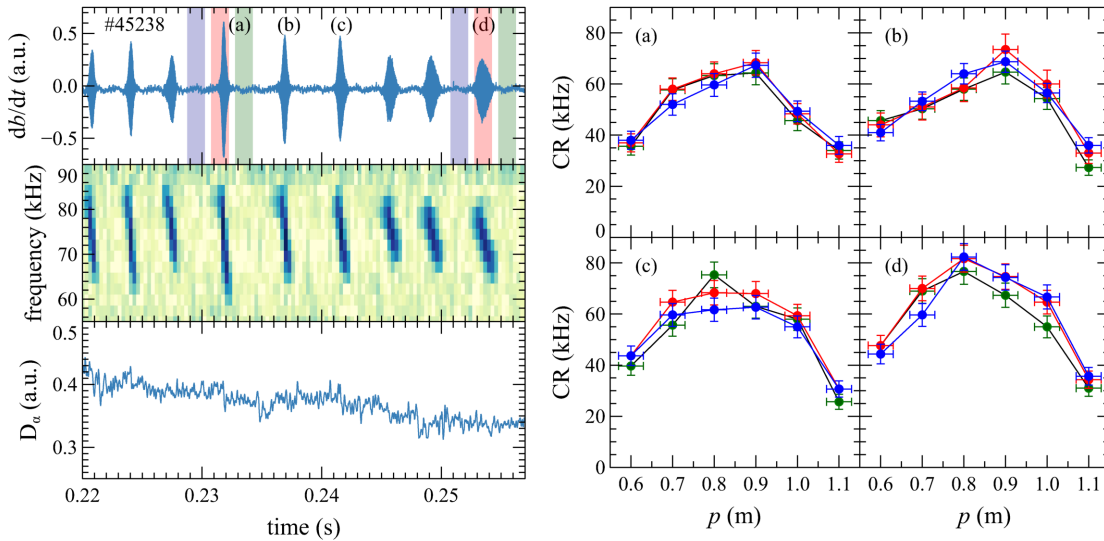 #45238
(a)
(b)
(c)
(d)
db/dt (a.u.)
0.5
0.0
−0.5
frequency (kHz)
90
80
70
60
Dα (a.u.)
0.5
0.4
0.3
0.22
0.23
0.24
0.25
time (s)
(a)
(b)
CR (kHz)
80
60
40
20
0
(c)
(d)
CR (kHz)
80
60
40
20
0
0.6 0.7 0.8 0.9 1.0 1.1
0.6 0.7 0.8 0.9 1.0 1.1
p (m)
p (m)